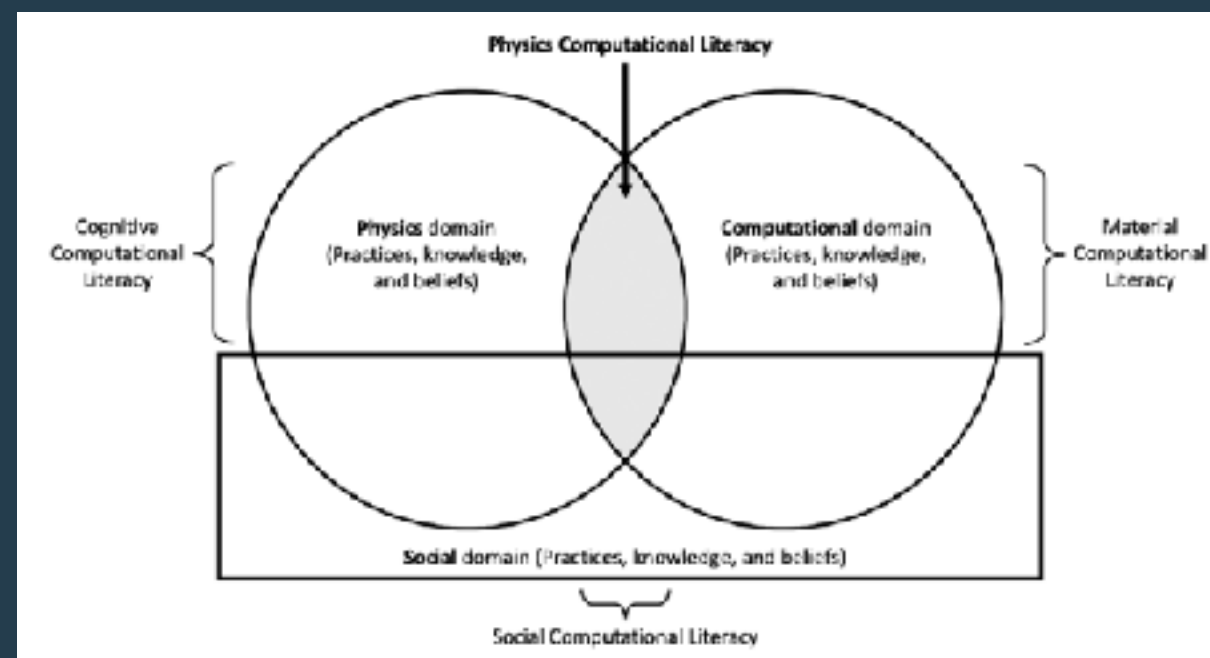 Physics Computational Literacy
Cognitive
Computational
Literacy
Physics domain
(Practices, knowledge,
and beliefs)
Computational domain
(Practices, knowledge,
and beliefs)
Material
Computational
Literacy
Social domain (Practices, knowledge, and beliefs)
Social Computational Literacy